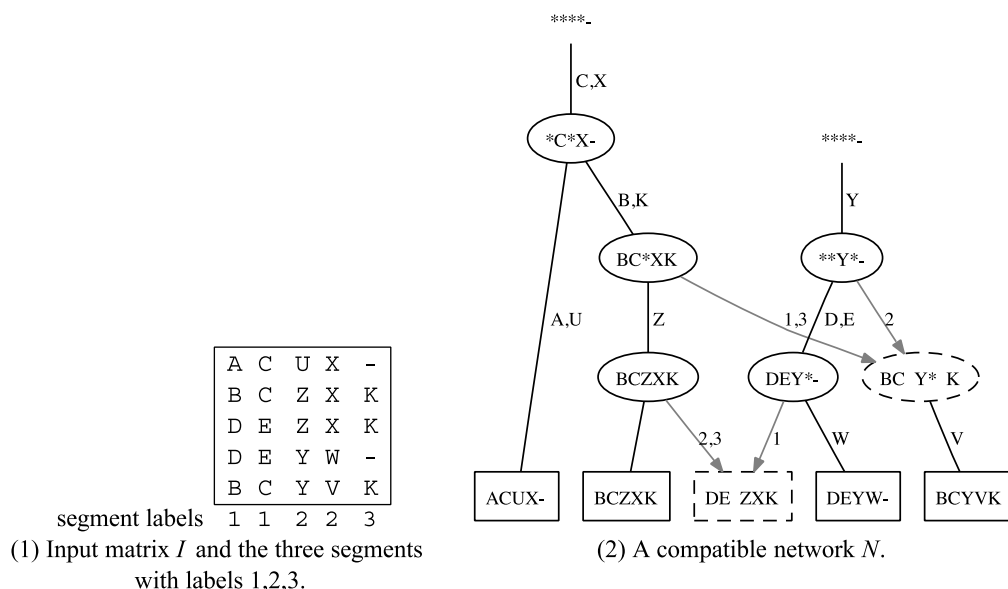 ****-
C,X
*C*X-
****-
B,K
Y
BC*XK
**Y*-
A,U
Z
1,3
D,E
2
A C U X -
B C Z X K
D E Z X K
D E Y W -
B C Y V K
BCZXK
DEY*-
BC Y* K
2,3
1
W
V
ACUX-
BCZXK
DE ZXK
DEYW-
BCYVK
segment labels 1 1 2 2 3
(1) Input matrix I and the three segments
with labels 1,2,3.
(2) A compatible network N.